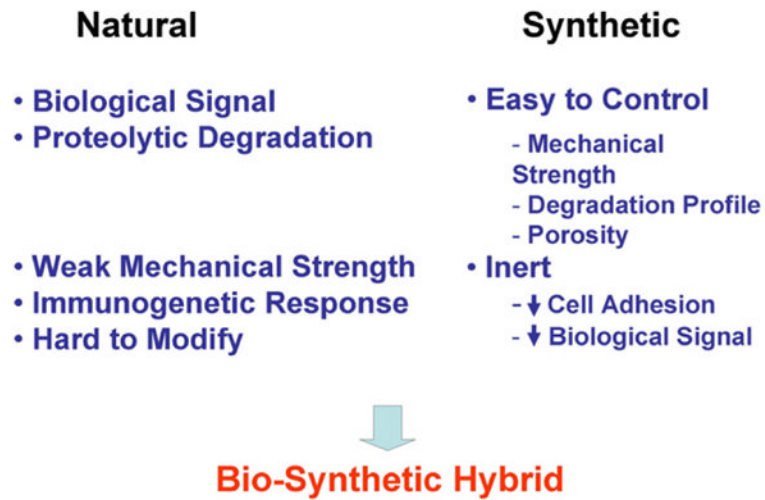 Natural
• Biological Signal
• Proteolytic Degradation
• Weak Mechanical Strength
• Immunogenetic Response
• Hard to Modify
Synthetic
• Easy to Control
- Mechanical
Strength
- Degradation Profile
- Porosity
• Inert
- ↓ Cell Adhesion
- ↓ Biological Signal
Bio-Synthetic Hybrid